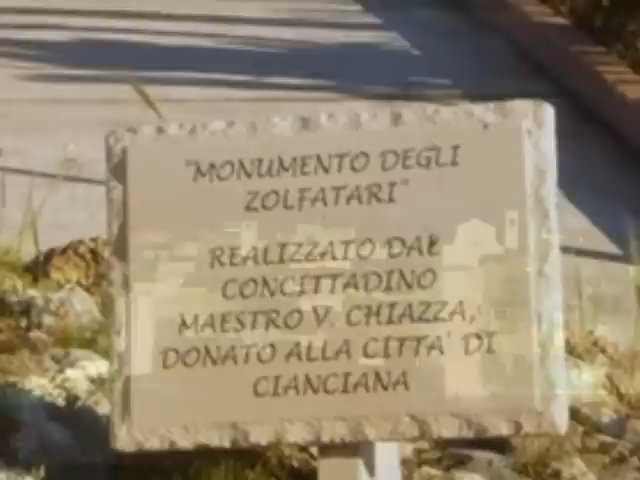 "MONUMENTO DEGLI
ZOLFATARI"
REALIZZATO DAL
CONCITTADINO
MAESTRO V. CHIAZZA,
DONATO ALLA CITTA' DI
CIANCIANA